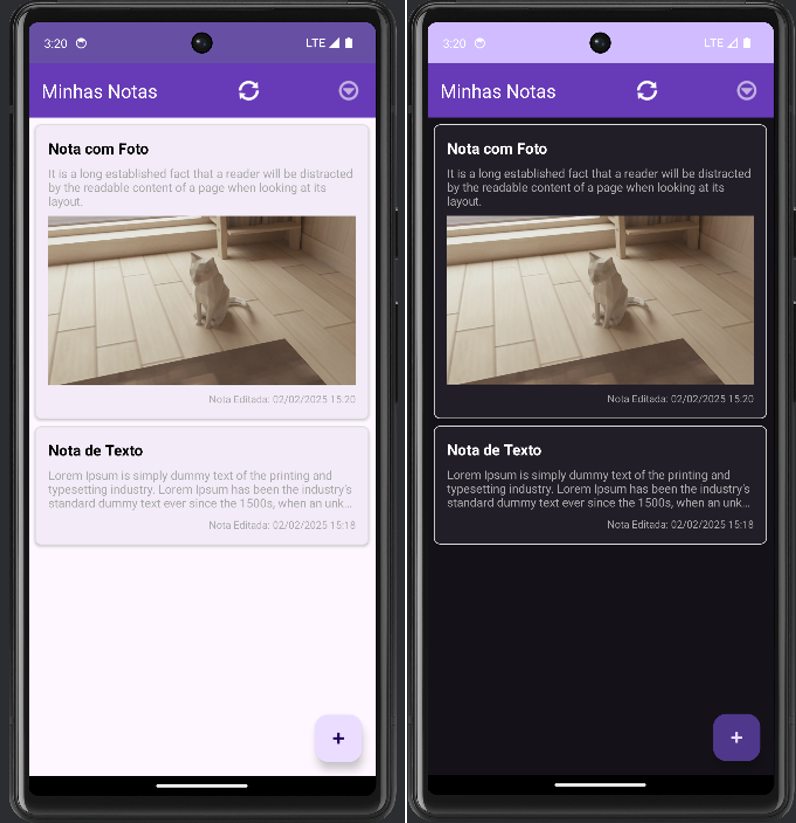 3:20
LTE
Minhas Notas
Nota com Foto
It is a long established fact that a reader will be distracted
by the readable content of a page when looking at its
layout.
Nota Editada: 02/02/2025 15:20
Nota de Texto
Lorem Ipsum is simply dummy text of the printing and
typesetting industry. Lorem Ipsum has been the industry's
standard dummy text ever since the 1500s, when an unk...
Nota Editada: 02/02/2025 15:18
+
3:20
LTE
Minhas Notas
Nota com Foto
It is a long established fact that a reader will be distracted
by the readable content of a page when looking at its
layout.
Nota Editada: 02/02/2025 15:20
Nota de Texto
Lorem Ipsum is simply dummy text of the printing and
typesetting industry. Lorem Ipsum has been the industry's
standard dummy text ever since the 1500s, when an unk...
Nota Editada: 02/02/2025 15:18
+